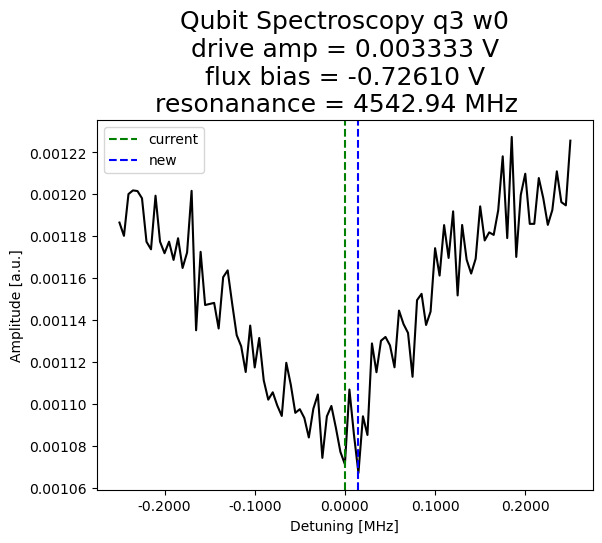 Qubit Spectroscopy q3 w0
drive amp = 0.003333 V
flux bias = -0.72610 V
resonanance = 4542.94 MHz
current
new
0.00122
0.00120
0.00118
0.00116
0.00114
0.00112
0.00110
0.00108
0.00106
Amplitude [a.u.]
-0.2000 -0.1000 0.0000 0.1000 0.2000
Detuning [MHz]